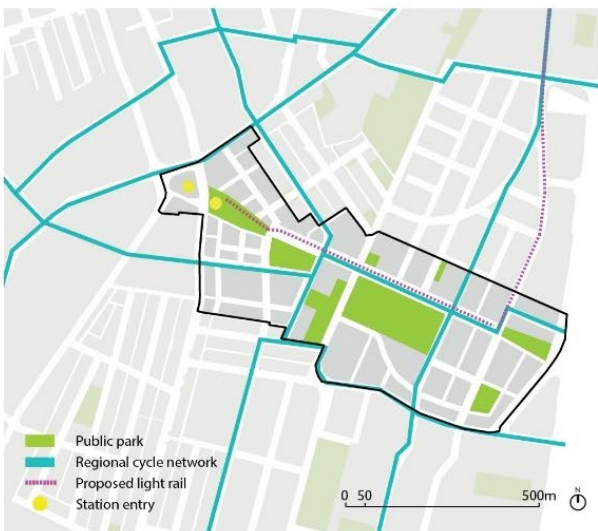 Public park
Regional cycle network
Proposed light rail
Station entry
0 50 500m
N